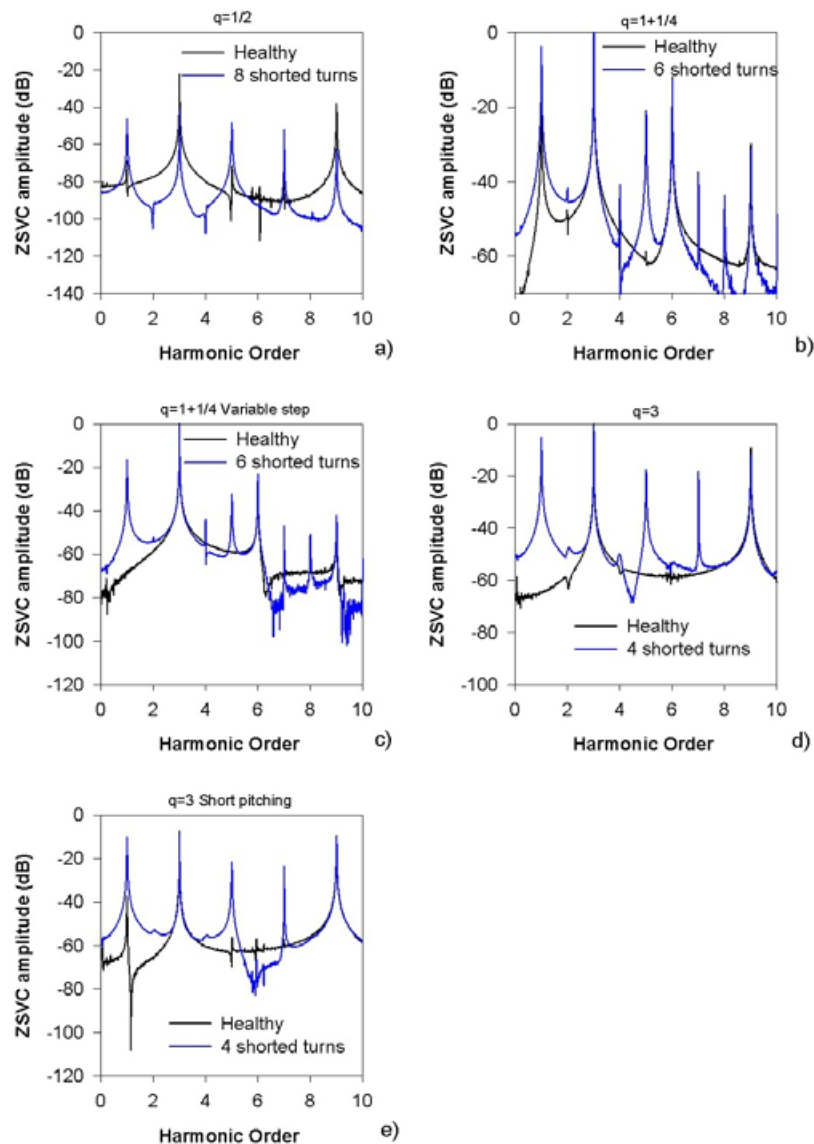 q=1/2
0
-20
-40
-60
-80
-100
-120
-140
ZSVC amplitude (dB)
Healthy
8 shorted turns
0 2 4 6 8 10
Harmonic Order
a)
q=1+1/4
0
-20
-40
-60
ZSVC amplitude (dB)
Healthy
6 shorted turns
0 2 4 6 8 10
Harmonic Order
b)
q=1+1/4 Variable step
0
-20
-40
-60
-80
-100
-120
ZSVC amplitude (dB)
Healthy
6 shorted turns
0 2 4 6 8 10
Harmonic Order
c)
q=3
0
-20
-40
-60
-80
-100
ZSVC amplitude (dB)
Healthy
4 shorted turns
0 2 4 6 8 10
Harmonic Order
d)
q=3 Short pitching
0
-20
-40
-60
-80
-100
-120
ZSVC amplitude (dB)
Healthy
4 shorted turns
0 2 4 6 8 10
Harmonic Order
e)